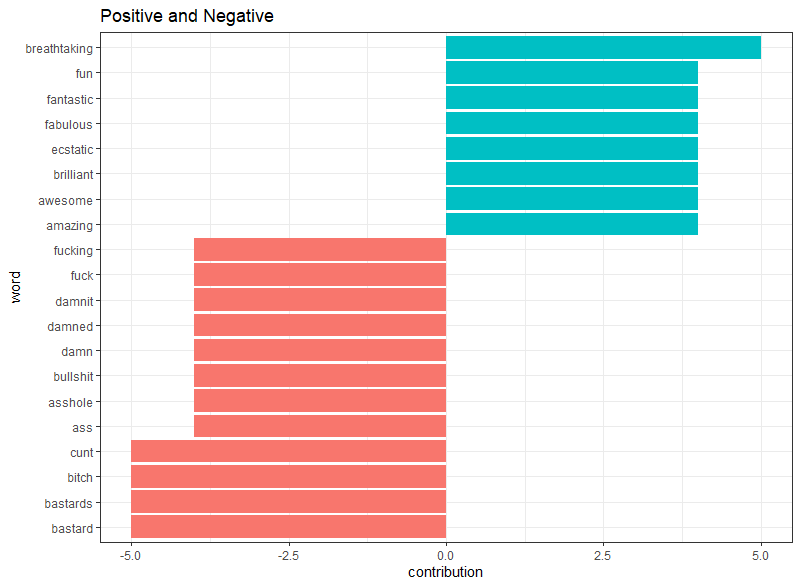 Positive and Negative
breathtaking
fun
fantastic
fabulous
ecstatic
brilliant
awesome
amazing
fucking
fuck
damnit
damned
damn
bullshit
asshole
ass
cunt
bitch
bastards
bastard
word
-5.0 -2.5 0.0 2.5 5.0
contribution